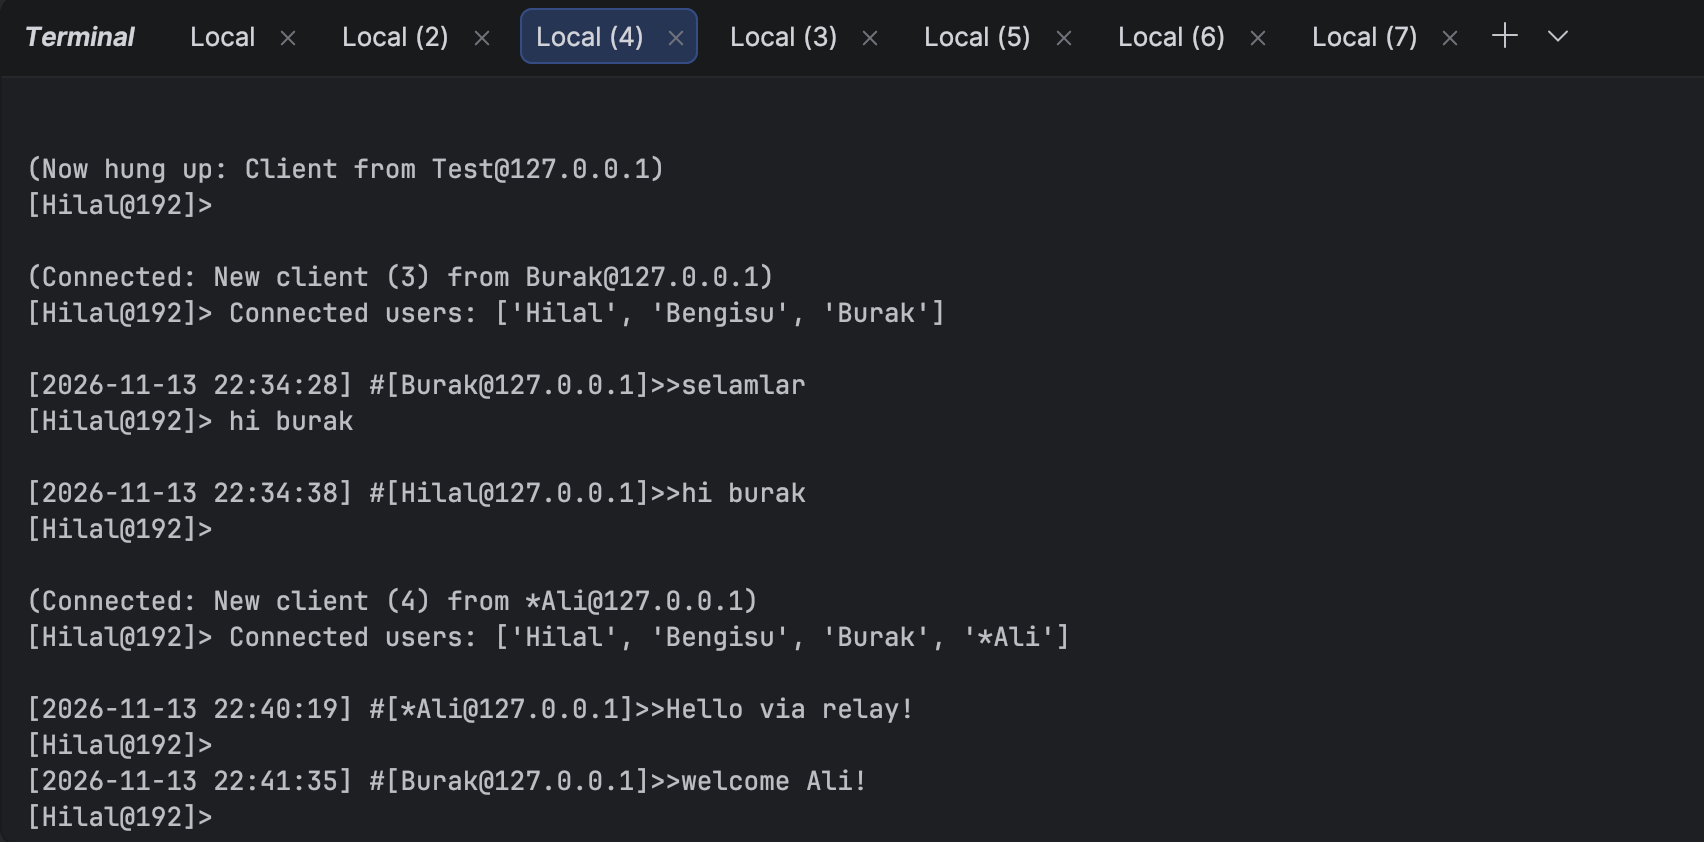 Terminal Local Local (2) Local (4) Local (3) Local (5) Local (6) Local (7)
(Now hung up: Client from Test@127.0.0.1)
[Hilal@192]>
(Connected: New client (3) from Burak@127.0.0.1)
[Hilal@192]> Connected users: ['Hilal', 'Bengisu', 'Burak']
[2026-11-13 22:34:28] #[Burak@127.0.0.1]>>selamlar
[Hilal@192]> hi burak
[2026-11-13 22:34:38] #[Hilal@127.0.0.1]>>hi burak
[Hilal@192]>
(Connected: New client (4) from *Ali@127.0.0.1)
[Hilal@192]> Connected users: ['Hilal', 'Bengisu', 'Burak', '*Ali']
[2026-11-13 22:40:19] #[*Ali@127.0.0.1]>>Hello via relay!
[Hilal@192]>
[2026-11-13 22:41:35] #[Burak@127.0.0.1]>>welcome Ali!
[Hilal@192]>